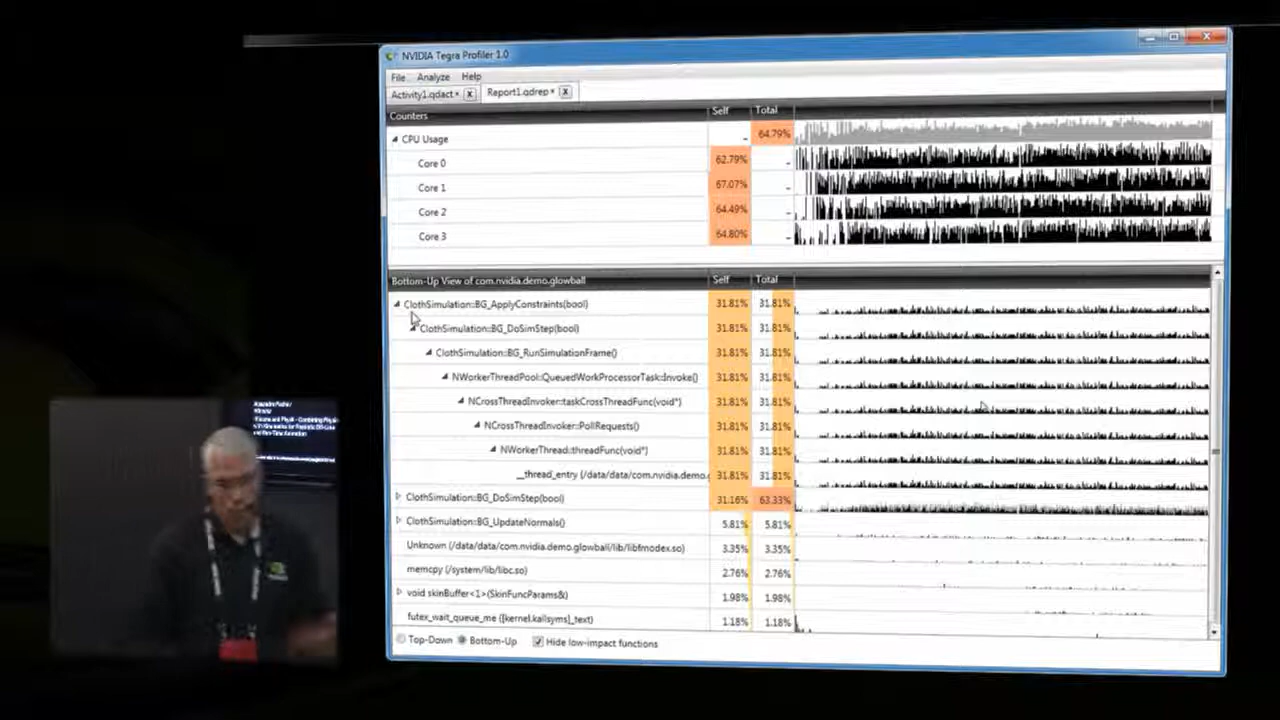 NVIDIA Tegra Profiler 1.0
File Analyze Help
Activity1.qdact* x Report1.qdrep* x
Counters Self Total
CPU Usage - 64.79%
Core 0 62.79% -
Core 1 67.07% -
Core 2 64.49% -
Core 3 64.80% -
Bottom-Up View of com.nvidia.demo.glowball Self Total
ClothSimulation::BG_ApplyConstraints(bool) 31.81% 31.81%
ClothSimulation::BG_DoSimStep(bool) 31.81% 31.81%
ClothSimulation::BG_RunSimulationFrame() 31.81% 31.81%
NWorkerThreadPool::QueuedWorkProcessorTask::Invoke() 31.81% 31.81%
NCrossThreadInvoker::taskCrossThreadFunc(void*) 31.81% 31.81%
NCrossThreadInvoker::PollRequests() 31.81% 31.81%
NWorkerThread::threadFunc(void*) 31.81% 31.81%
__thread_entry (/data/data/com.nvidia.demo.g 31.81% 31.81%
ClothSimulation::BG_DoSimStep(bool) 31.16% 63.33%
ClothSimulation::BG_UpdateNormals() 5.81% 5.81%
Unknown (/data/data/com.nvidia.demo.glowball/lib/libfmodex.so) 3.35% 3.35%
memcpy (/system/lib/libc.so) 2.76% 2.76%
void skinBuffer<1>(SkinFuncParams&) 1.98% 1.98%
futex_wait_queue_me ([kernel.kallsyms]_text) 1.18% 1.18%
Top-Down Bottom-Up Hide low-impact functions